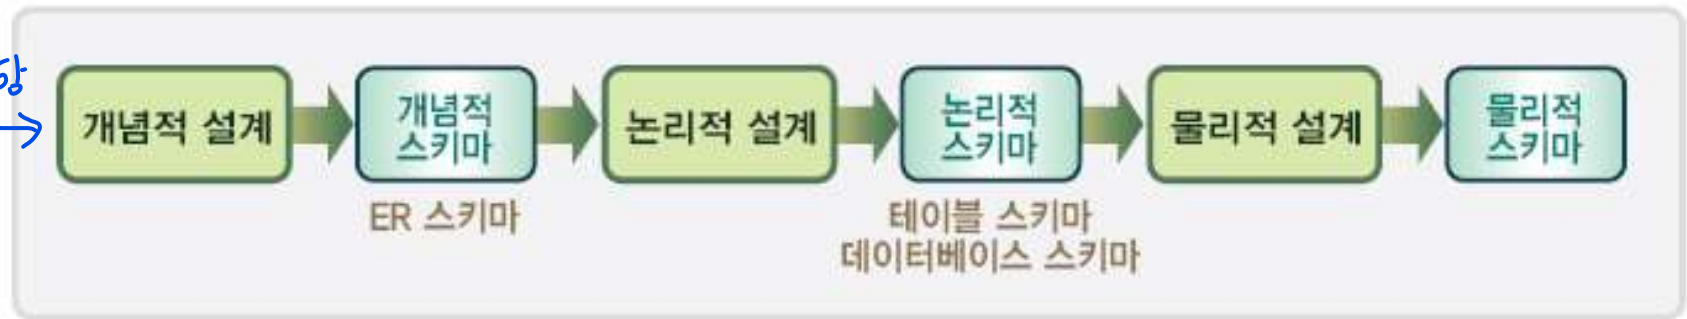 개념적 설계
개념적
스키마
논리적 설계
논리적
스키마
물리적 설계
물리적
스키마
ER 스키마
테이블 스키마
데이터베이스 스키마